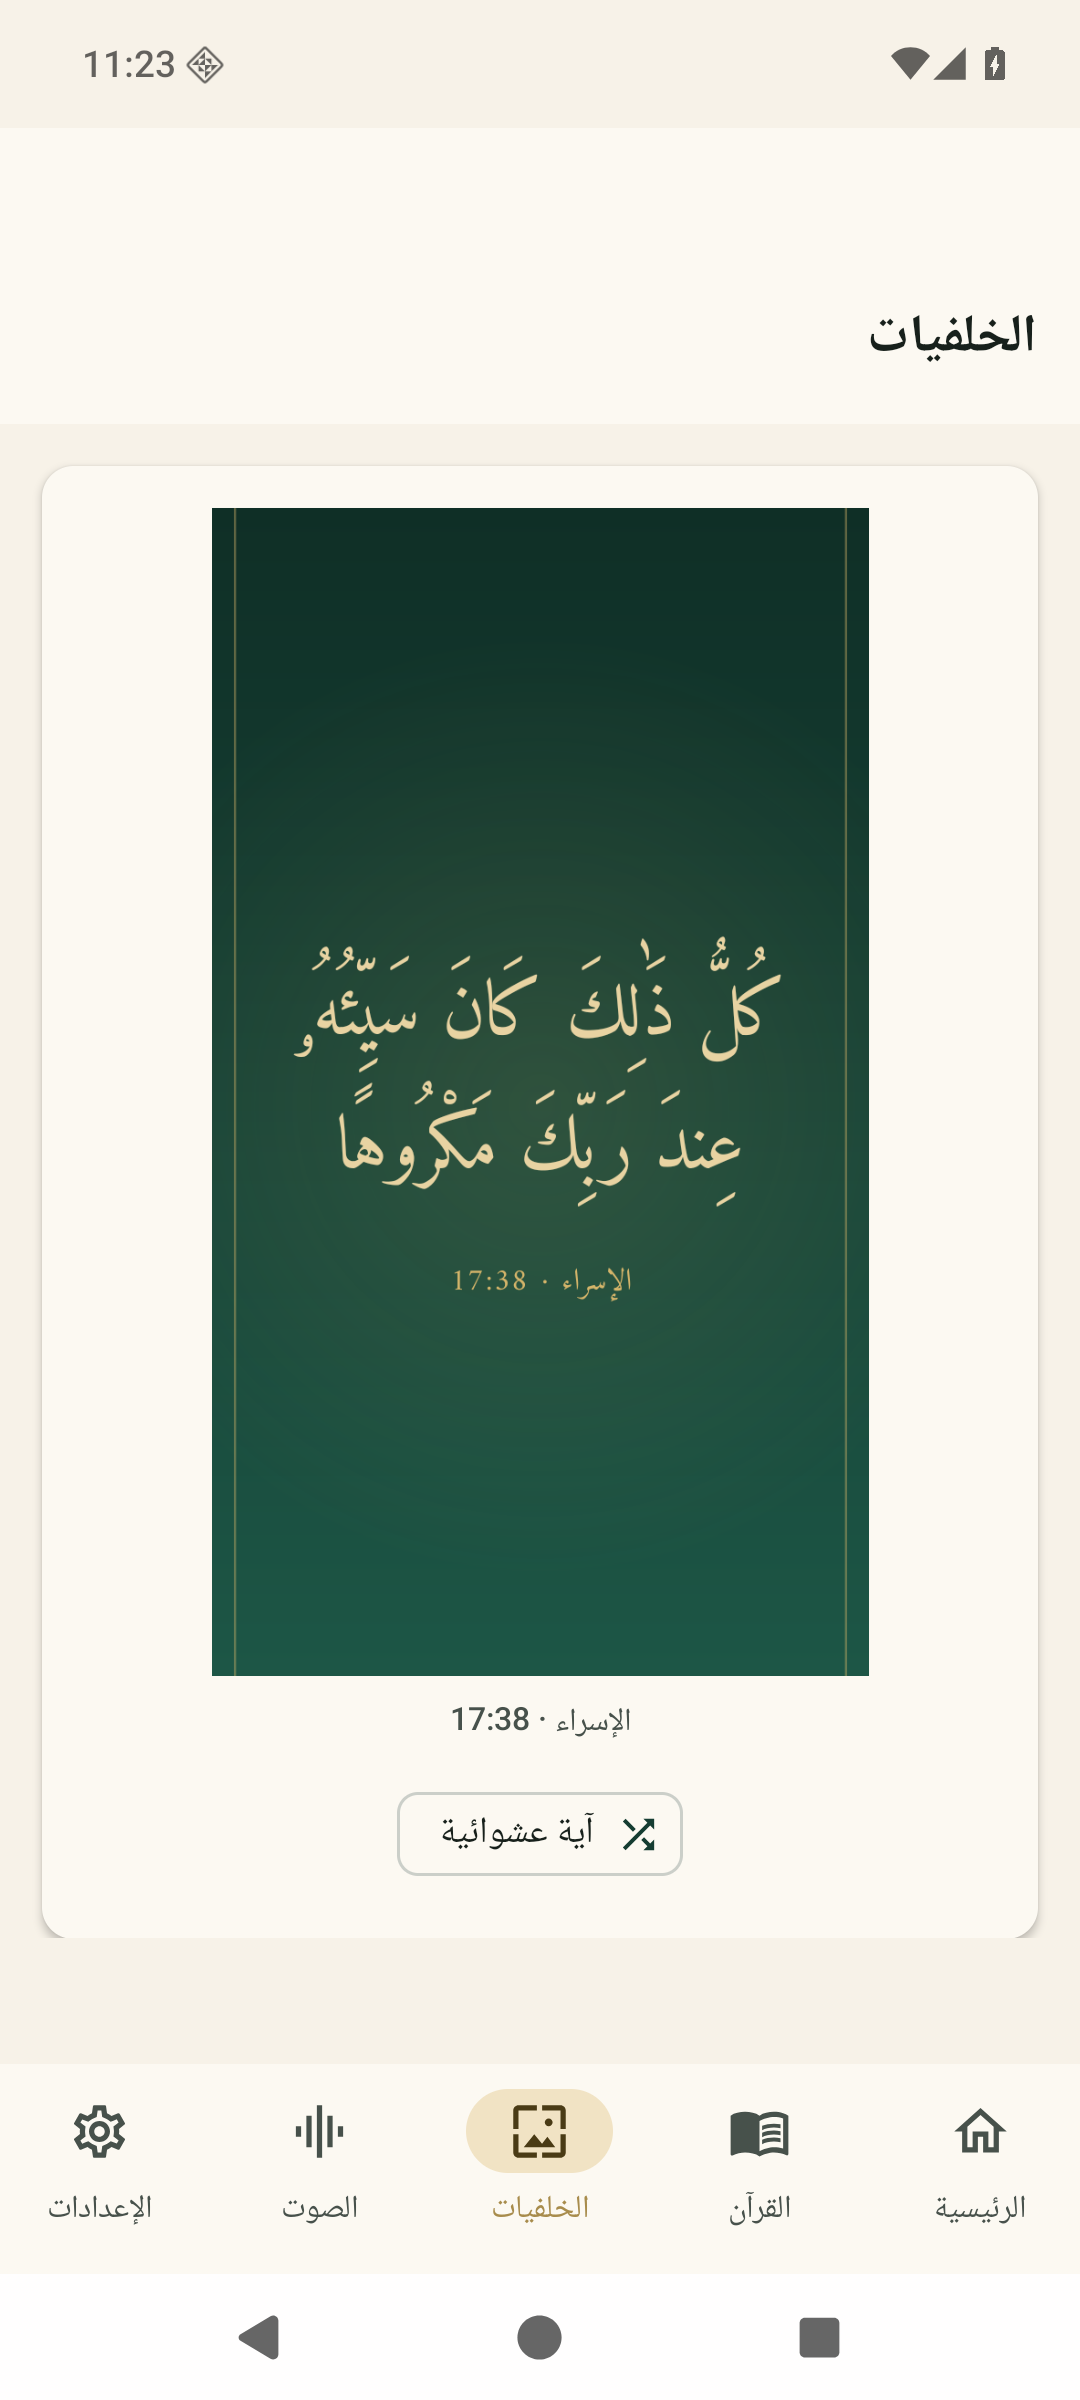 11:23
الخلفيات
كُلُّ ذَٰلِكَ كَانَ سَيِّئُهُۥ
عِندَ رَبِّكَ مَكْرُوهًا
الإسراء · 17:38
الإسراء · 17:38
آية عشوائية
الرئيسية
القرآن
الخلفيات
الصوت
الإعدادات